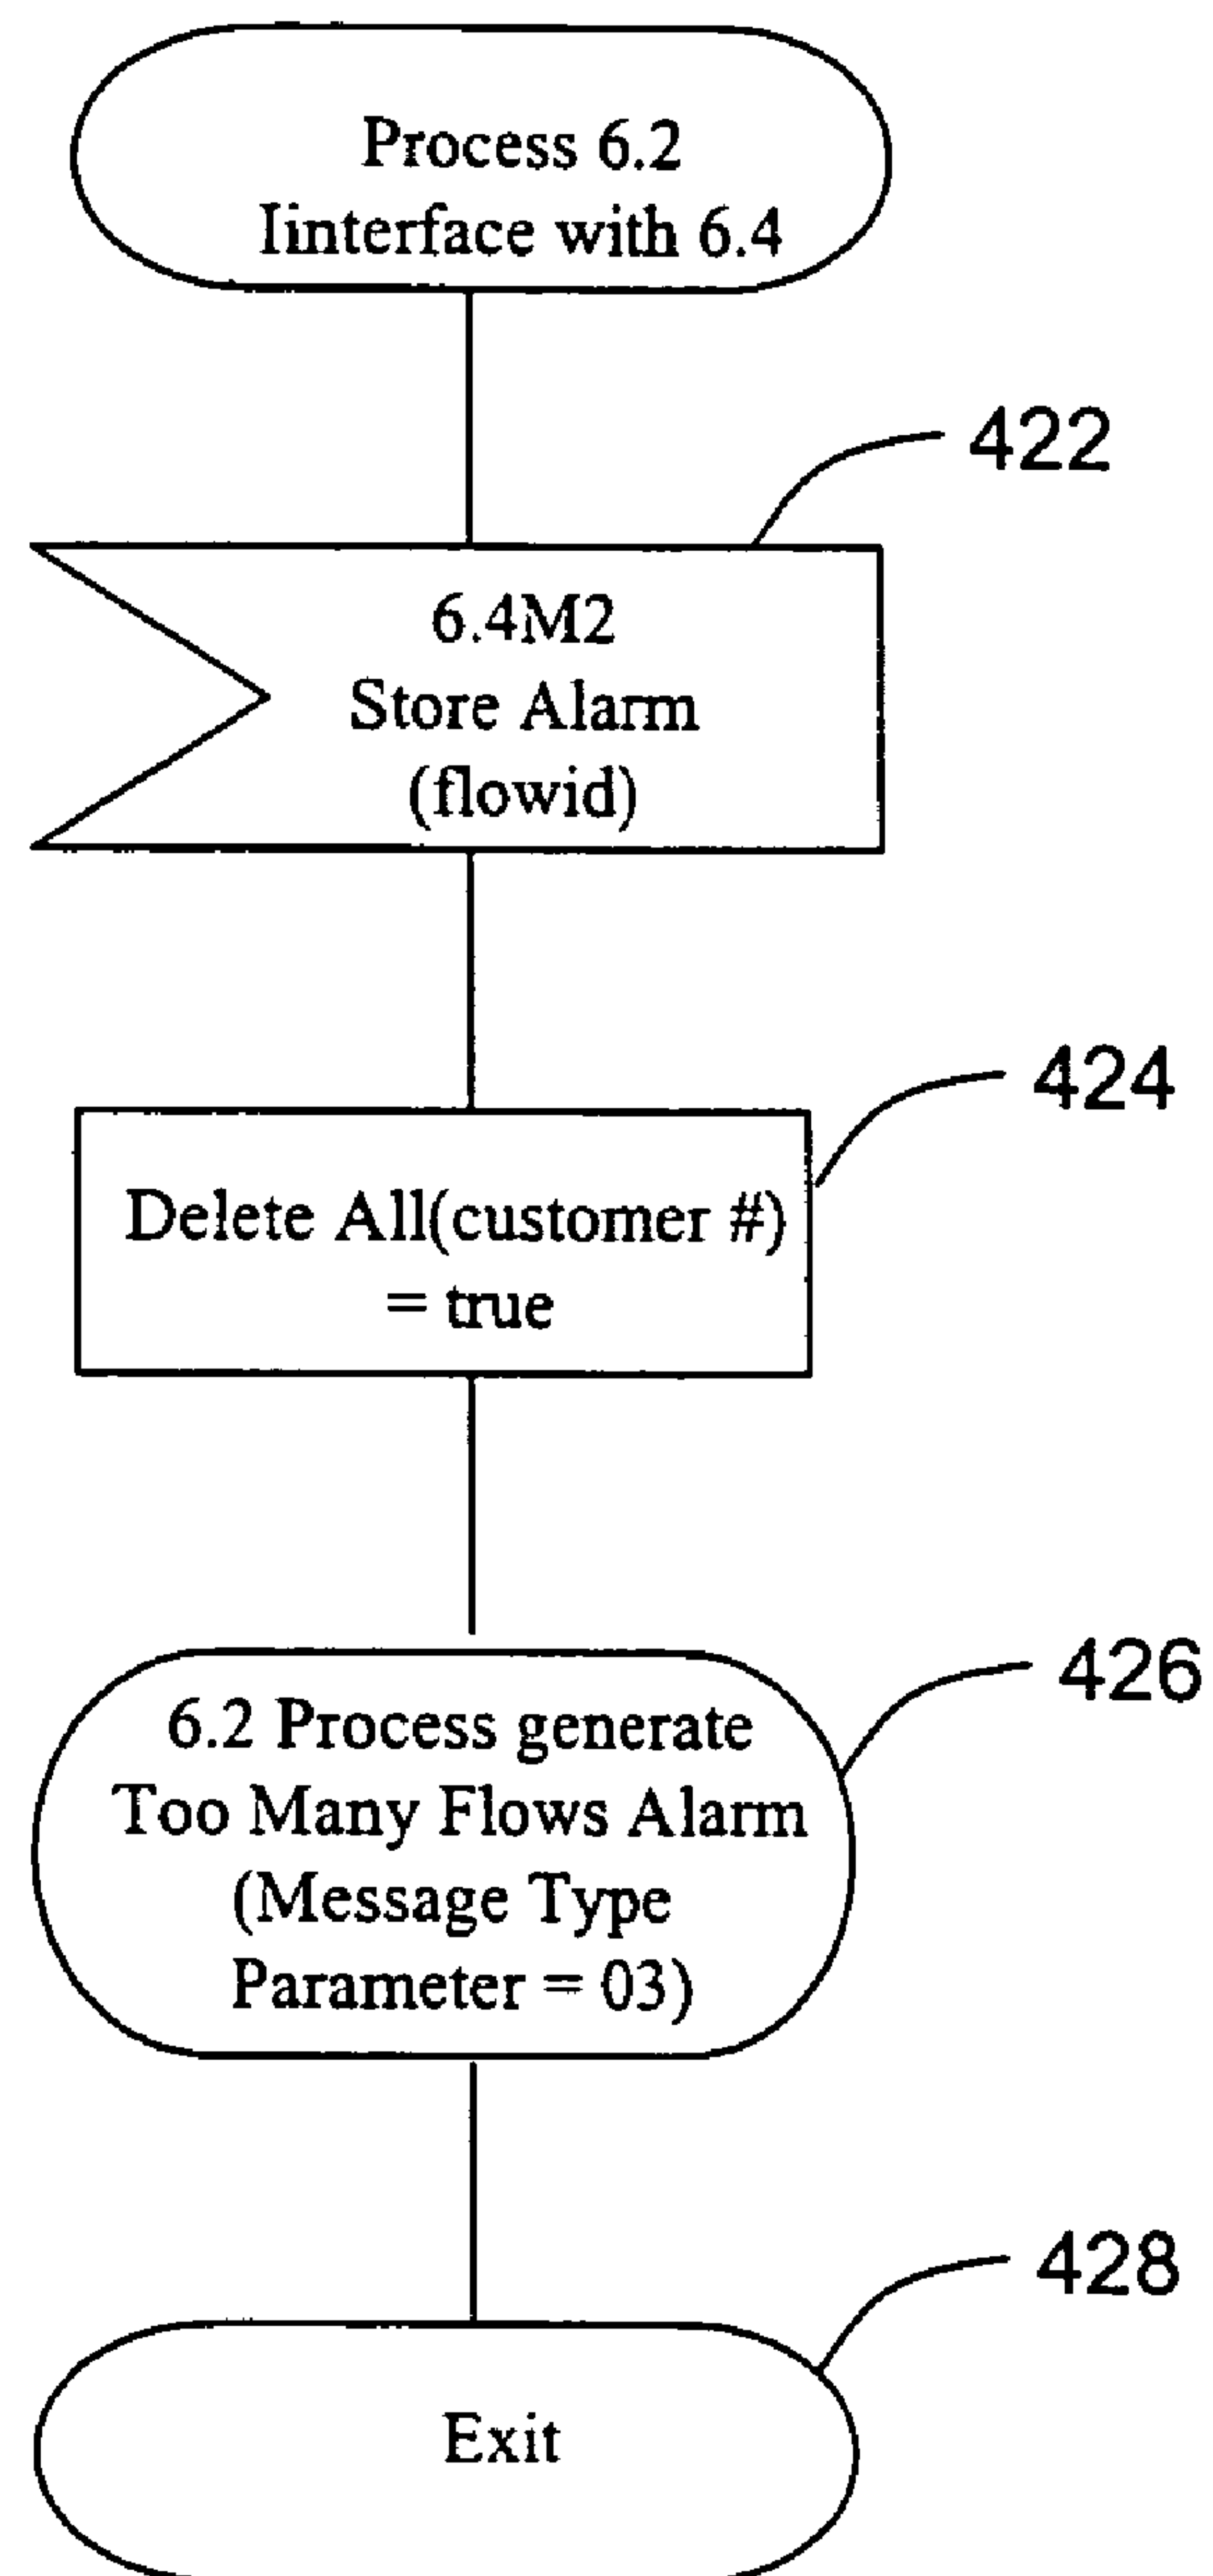 Process 6.2
Iinterface with 6.4
422
6.4M2
Store Alarm
(flowid)
424
Delete All(customer #)
= true
426
6.2 Process generate
Too Many Flows Alarm
(Message Type
Parameter = 03)
428
Exit